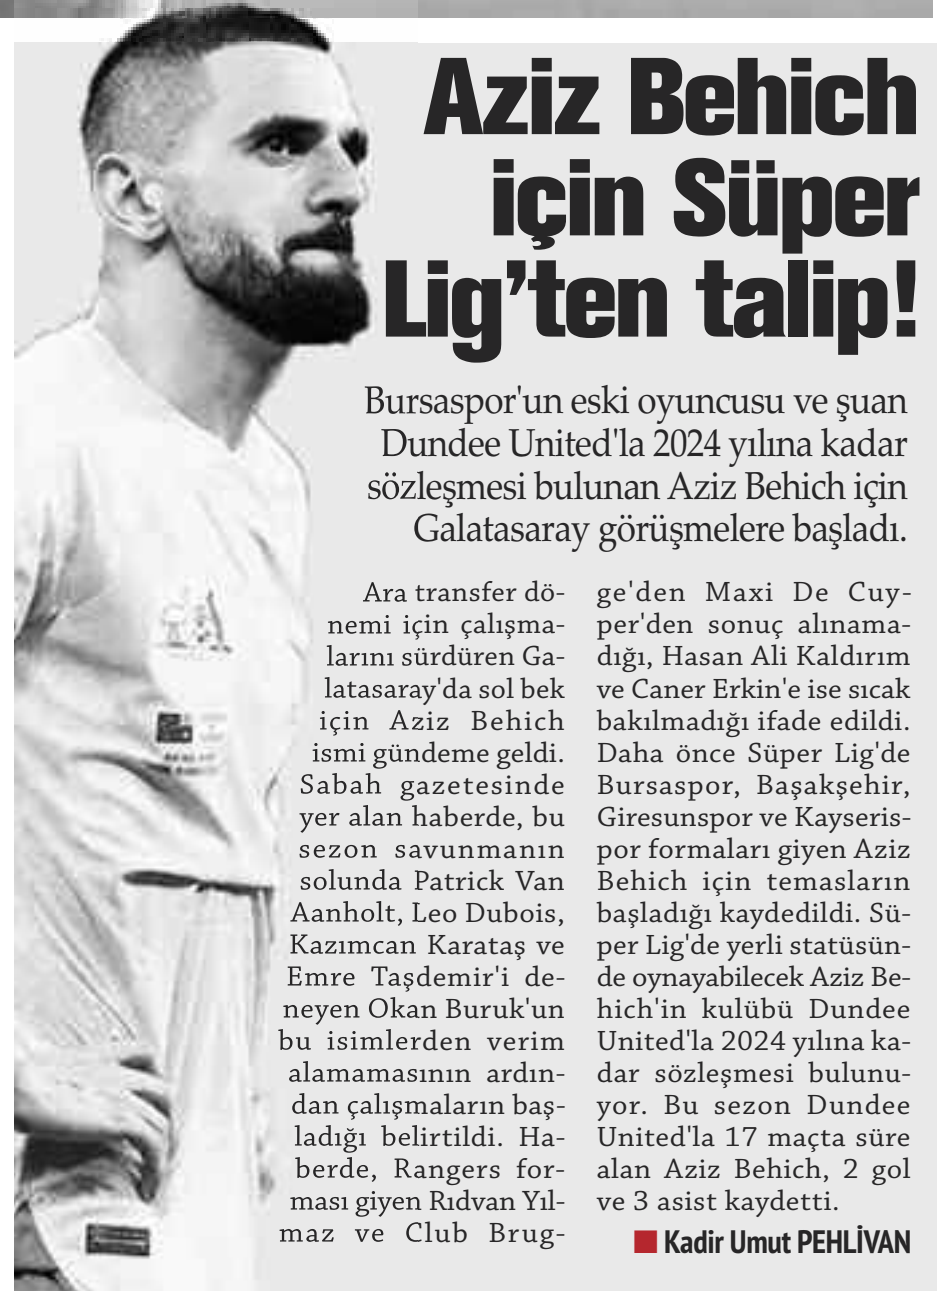 Aziz Behich
için Süper
Lig’ten talip!
Bursaspor'un eski oyuncusu ve şuan
Dundee United'la 2024 yılına kadar
sözleşmesi bulunan Aziz Behich için
Galatasaray görüşmelere başladı.
Ara transfer dö-
nemi için çalışma-
larını sürdüren Ga-
latasaray'da sol bek
için Aziz Behich
ismi gündeme geldi.
Sabah gazetesinde
yer alan haberde, bu
sezon savunmanın
solunda Patrick Van
Aanholt, Leo Dubois,
Kazımcan Karataş ve
Emre Taşdemir'i de-
neyen Okan Buruk'un
bu isimlerden verim
alamamasının ardın-
dan çalışmaların baş-
ladığı belirtildi. Ha-
berde, Rangers for-
ması giyen Rıdvan Yıl-
maz ve Club Brug-
ge'den Maxi De Cuy-
per'den sonuç alınama-
dığı, Hasan Ali Kaldırım
ve Caner Erkin'e ise sıcak
bakılmadığı ifade edildi.
Daha önce Süper Lig'de
Bursaspor, Başakşehir,
Giresunspor ve Kayseris-
por formaları giyen Aziz
Behich için temasların
başladığı kaydedildi. Sü-
per Lig'de yerli statüsün-
de oynayabilecek Aziz Be-
hich'in kulübü Dundee
United'la 2024 yılına ka-
dar sözleşmesi bulunu-
yor. Bu sezon Dundee
United'la 17 maçta süre
alan Aziz Behich, 2 gol
ve 3 asist kaydetti.
Kadir Umut PEHLİVAN